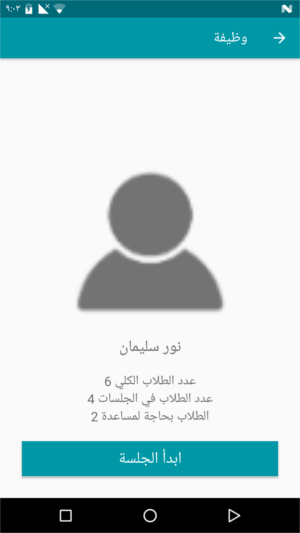 ٩:٠٣
وظيفة
نور سليمان
عدد الطلاب الكلي 6
عدد الطلاب في الجلسات 4
الطلاب بحاجة لمساعدة 2
ابدأ الجلسة